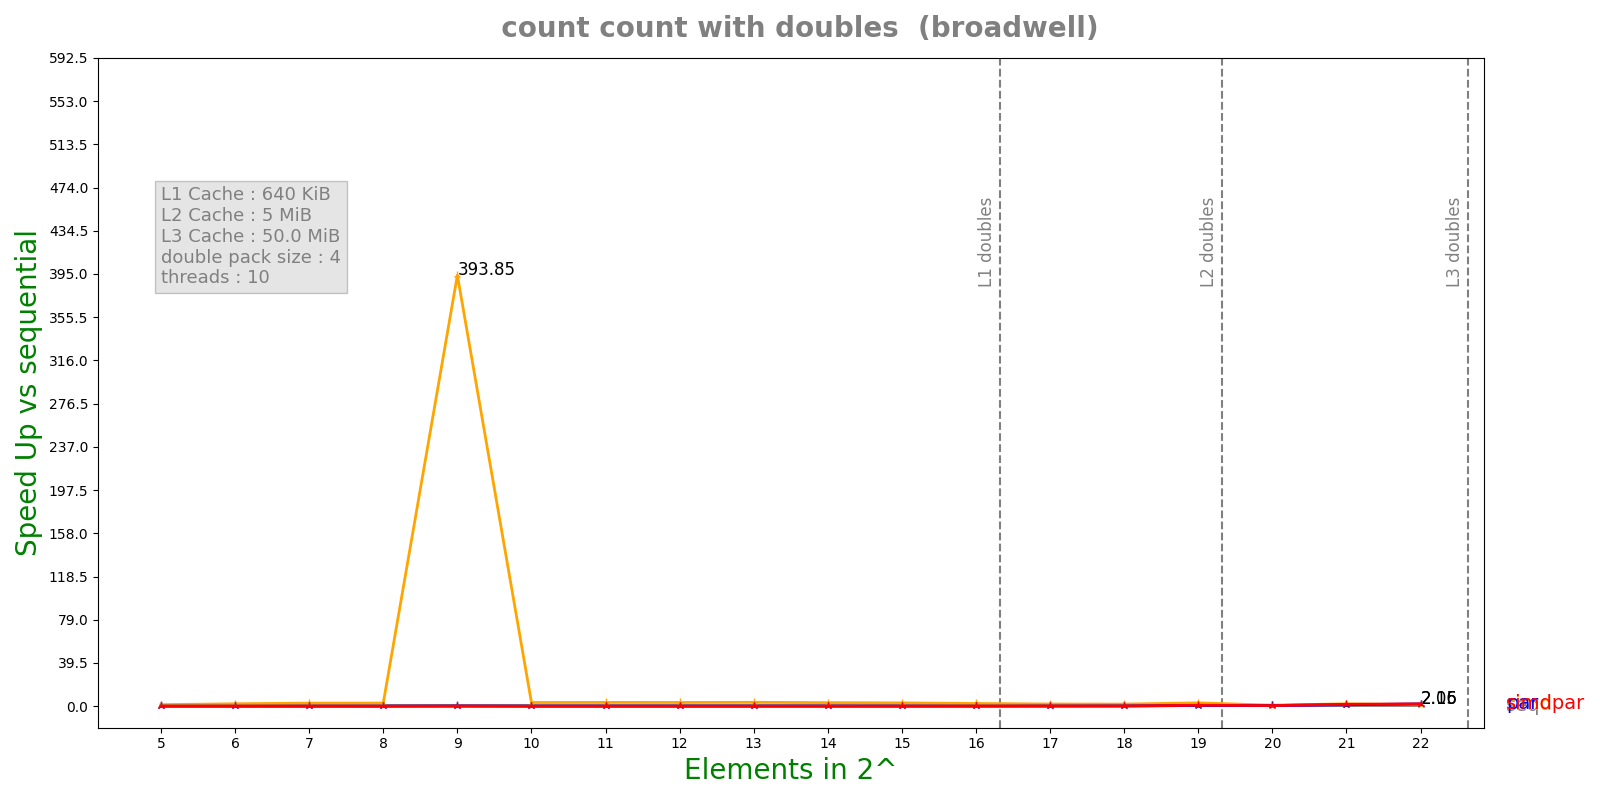 count count with doubles (broadwell)
Speed Up vs sequential
592.5
553.0
513.5
474.0
434.5
395.0
355.5
316.0
276.5
237.0
197.5
158.0
118.5
79.0
39.5
0.0
L1 Cache : 640 KiB
L2 Cache : 5 MiB
L3 Cache : 50.0 MiB
double pack size : 4
threads : 10
393.85
L1 doubles
L2 doubles
L3 doubles
simdpar
5 6 7 8 9 10 11 12 13 14 15 16 17 18 19 20 21 22
Elements in 2^